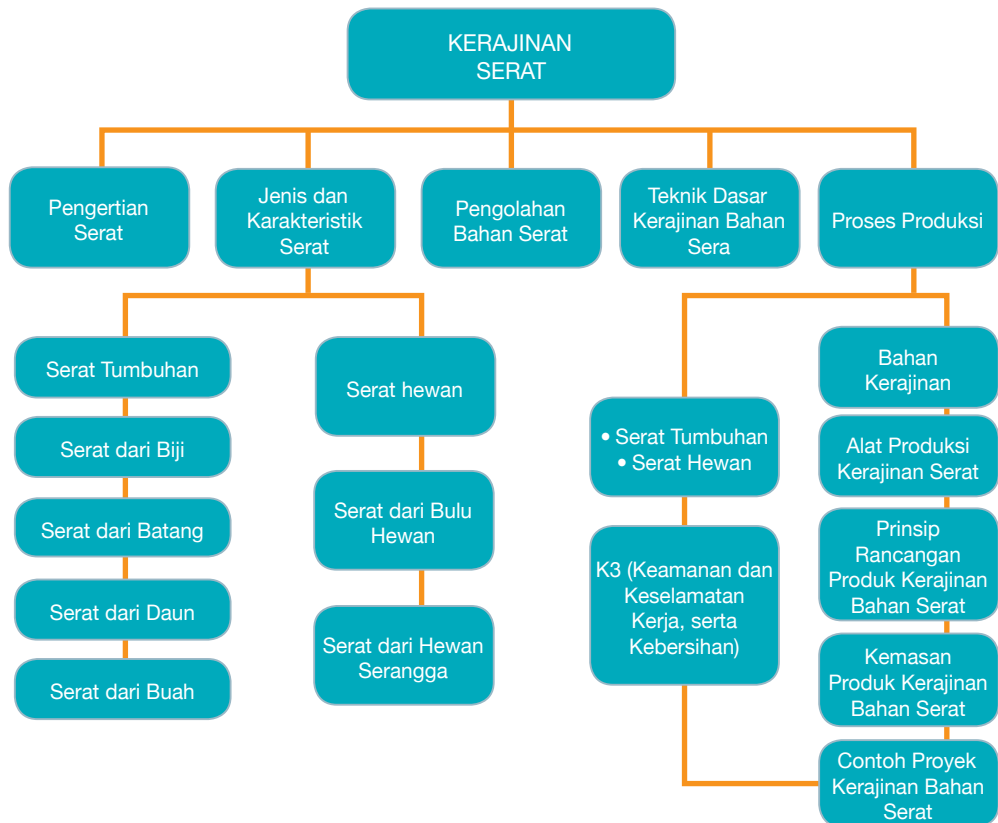 KERAJINAN
SERAT
Pengertian
Serat
Jenis dan
Karakteristik
Serat
Pengolahan
Bahan Serat
Teknik Dasar
Kerajinan Bahan
Sera
Proses Produksi
Serat Tumbuhan
Serat dari Biji
Serat dari Batang
Serat dari Daun
Serat dari Buah
Serat hewan
Serat dari Bulu
Hewan
Serat dari Hewan
Serangga
• Serat Tumbuhan
• Serat Hewan
K3 (Keamanan dan
Keselamatan
Kerja, serta
Kebersihan)
Bahan
Kerajinan
Alat Produksi
Kerajinan Serat
Prinsip
Rancangan
Produk Kerajinan
Bahan Serat
Kemasan
Produk Kerajinan
Bahan Serat
Contoh Proyek
Kerajinan Bahan
Serat